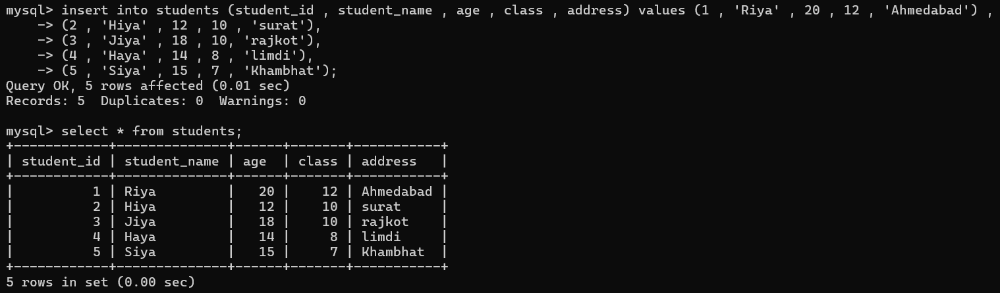 mysql> insert into students (student_id , student_name , age , class , address) values (1 , 'Riya' , 20 , 12 , 'Ahmedabad') ,
    -> (2 , 'Hiya' , 12 , 10 , 'surat'),
    -> (3 , 'Jiya' , 18 , 10, 'rajkot'),
    -> (4 , 'Haya' , 14 , 8 , 'limdi'),
    -> (5 , 'Siya' , 15 , 7 , 'Khambhat');
Query OK, 5 rows affected (0.01 sec)
Records: 5  Duplicates: 0  Warnings: 0

mysql> select * from students;
+------------+--------------+------+-------+-----------+
| student_id | student_name | age  | class | address   |
+------------+--------------+------+-------+-----------+
|          1 | Riya         |   20 |    12 | Ahmedabad |
|          2 | Hiya         |   12 |    10 | surat     |
|          3 | Jiya         |   18 |    10 | rajkot    |
|          4 | Haya         |   14 |     8 | limdi     |
|          5 | Siya         |   15 |     7 | Khambhat  |
+------------+--------------+------+-------+-----------+
5 rows in set (0.00 sec)